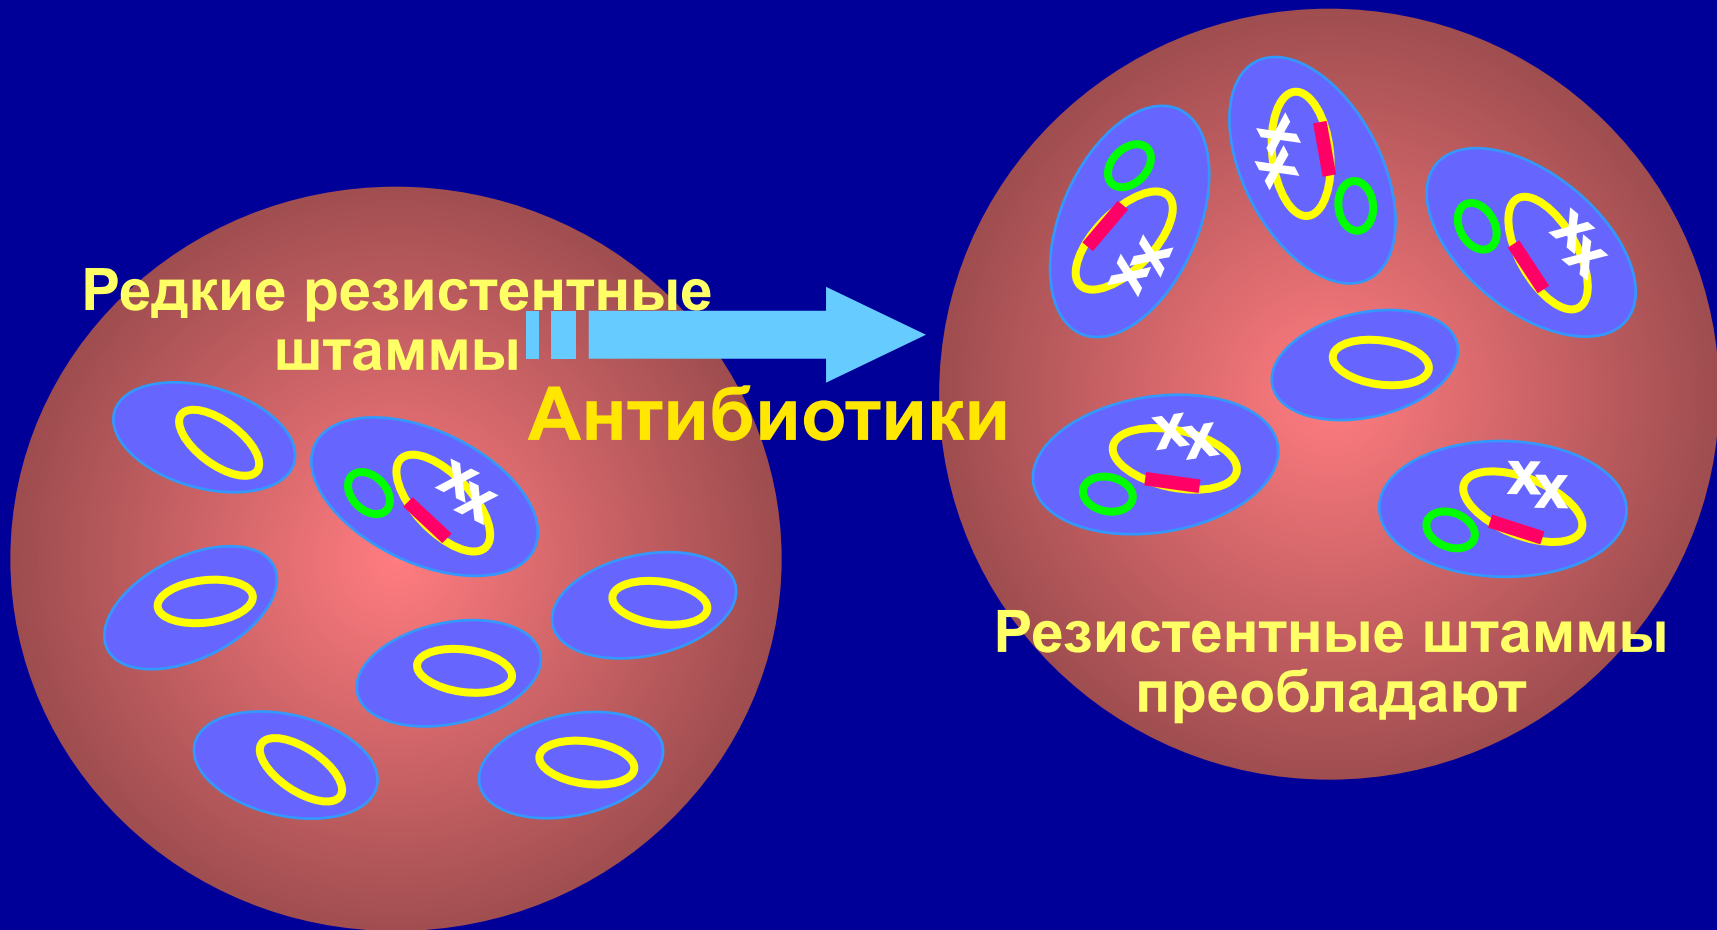 Редкие резистентные
штаммы
Антибиотики
Резистентные штаммы
преобладают